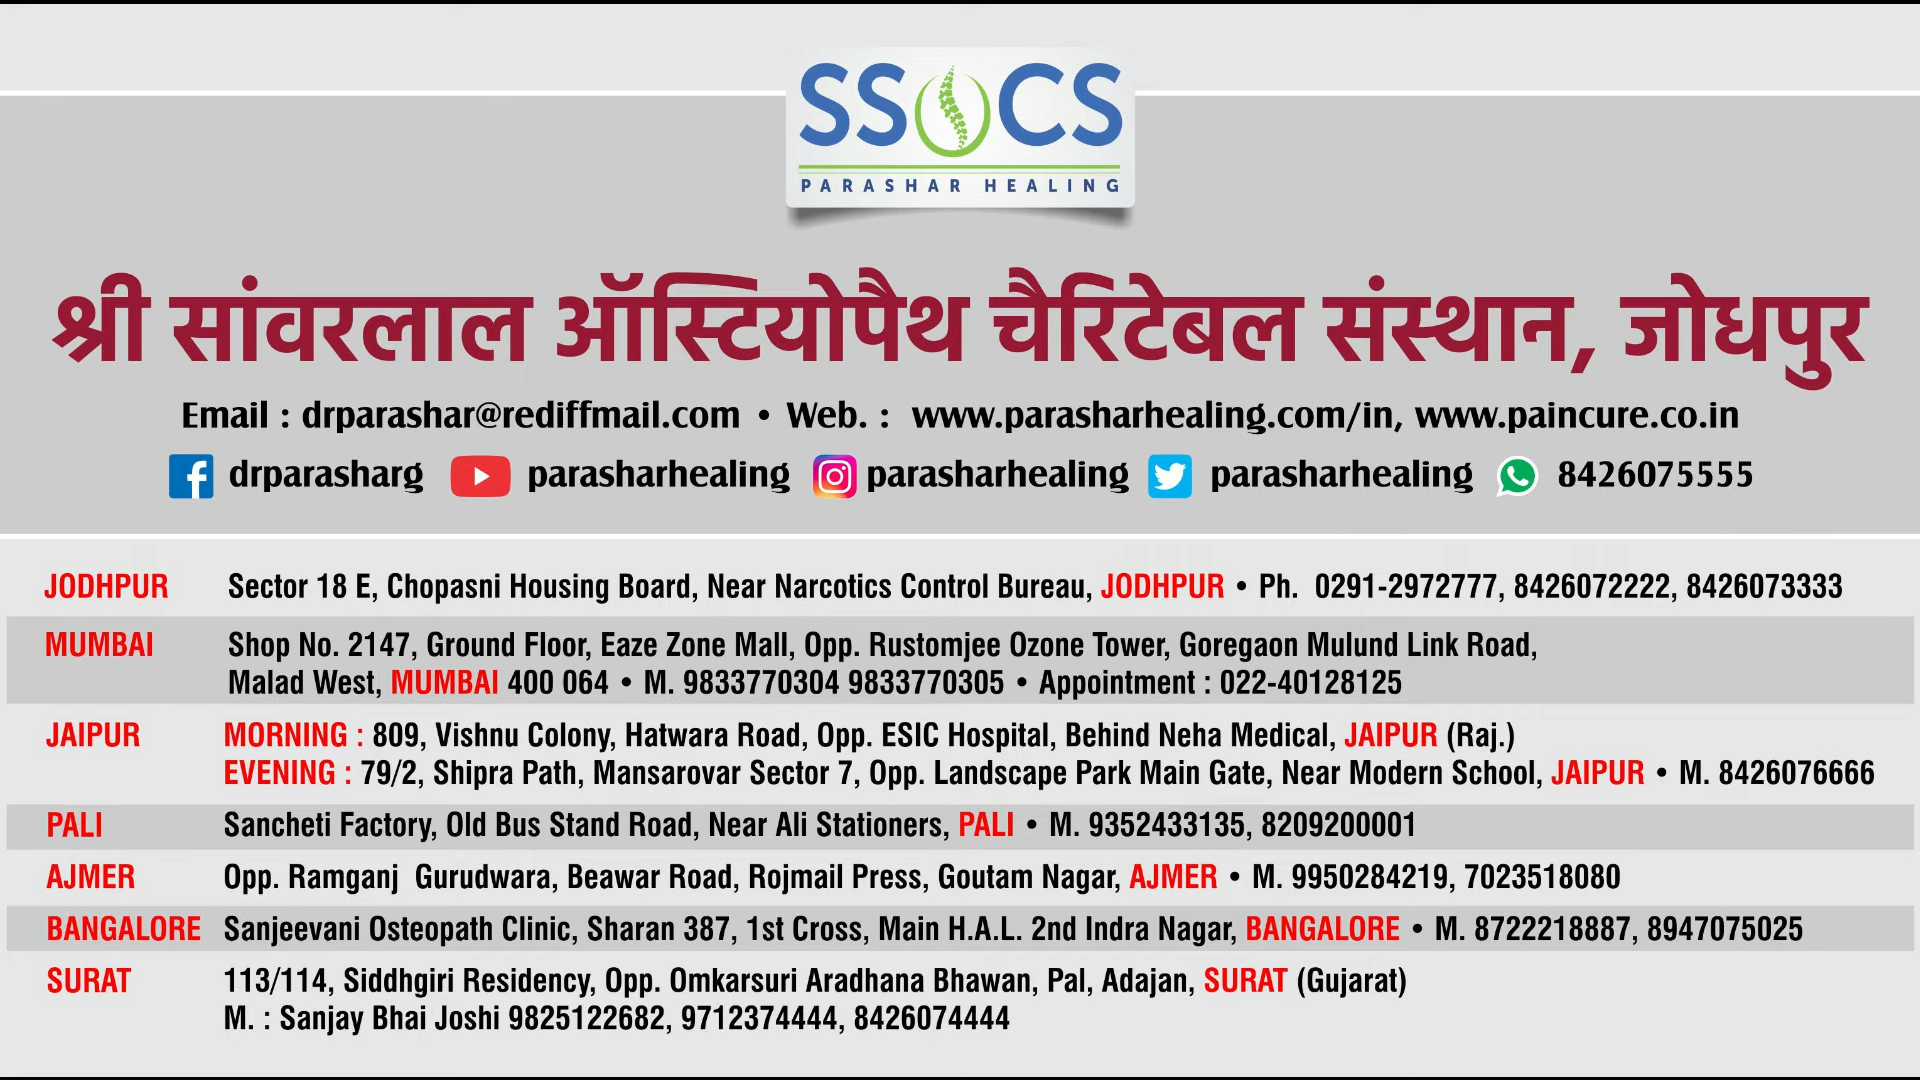 SSOCS
PARASHAR HEALING
श्री सांवरलाल ऑस्टियोपैथ चैरिटेबल संस्थान, जोधपुर
Email : drparashar@rediffmail.com • Web. : www.parasharhealing.com/in, www.paincure.co.in
drparasharg parasharhealing parasharhealing parasharhealing 8426075555
JODHPUR Sector 18 E, Chopasni Housing Board, Near Narcotics Control Bureau, JODHPUR • Ph. 0291-2972777, 8426072222, 8426073333
MUMBAI Shop No. 2147, Ground Floor, Eaze Zone Mall, Opp. Rustomjee Ozone Tower, Goregaon Mulund Link Road,
Malad West, MUMBAI 400 064 • M. 9833770304 9833770305 • Appointment : 022-40128125
JAIPUR MORNING : 809, Vishnu Colony, Hatwara Road, Opp. ESIC Hospital, Behind Neha Medical, JAIPUR (Raj.)
EVENING : 79/2, Shipra Path, Mansarovar Sector 7, Opp. Landscape Park Main Gate, Near Modern School, JAIPUR • M. 8426076666
PALI Sancheti Factory, Old Bus Stand Road, Near Ali Stationers, PALI • M. 9352433135, 8209200001
AJMER Opp. Ramganj Gurudwara, Beawar Road, Rojmail Press, Goutam Nagar, AJMER • M. 9950284219, 7023518080
BANGALORE Sanjeevani Osteopath Clinic, Sharan 387, 1st Cross, Main H.A.L. 2nd Indra Nagar, BANGALORE • M. 8722218887, 8947075025
SURAT 113/114, Siddhgiri Residency, Opp. Omkarsuri Aradhana Bhawan, Pal, Adajan, SURAT (Gujarat)
M. : Sanjay Bhai Joshi 9825122682, 9712374444, 8426074444